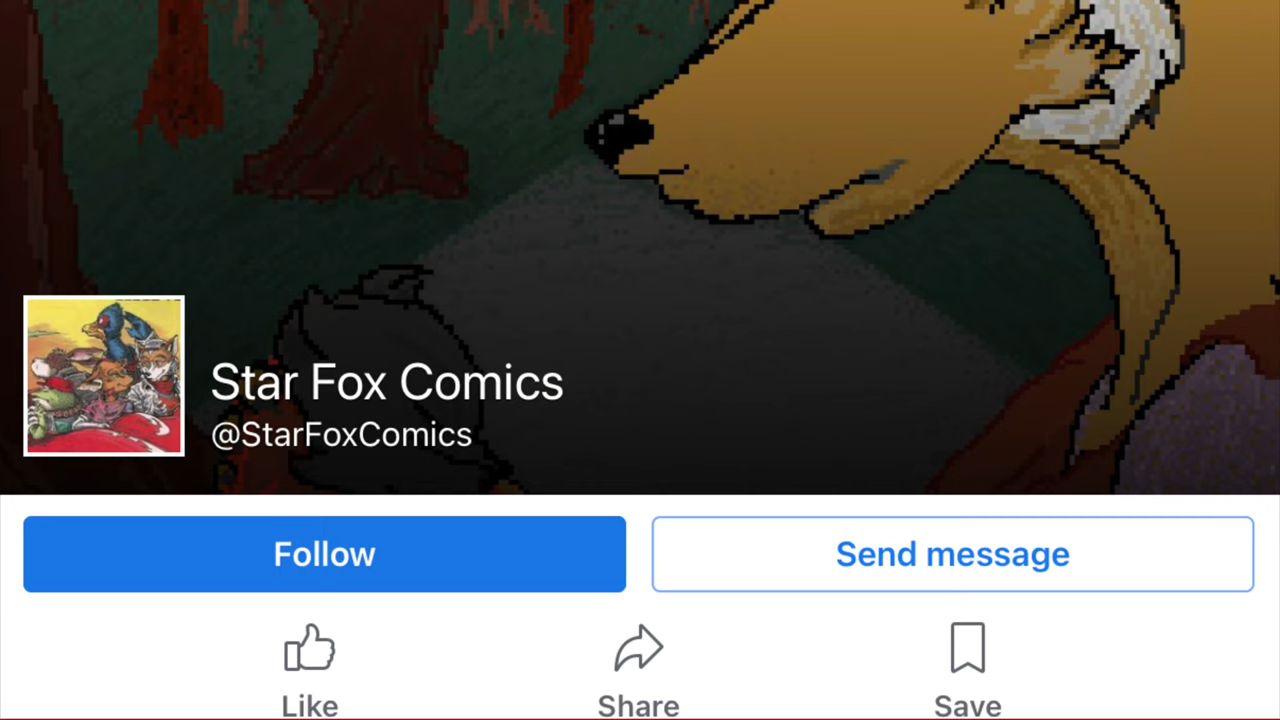 Star Fox Comics
@StarFoxComics
Follow
Send message
Like
Share
Save